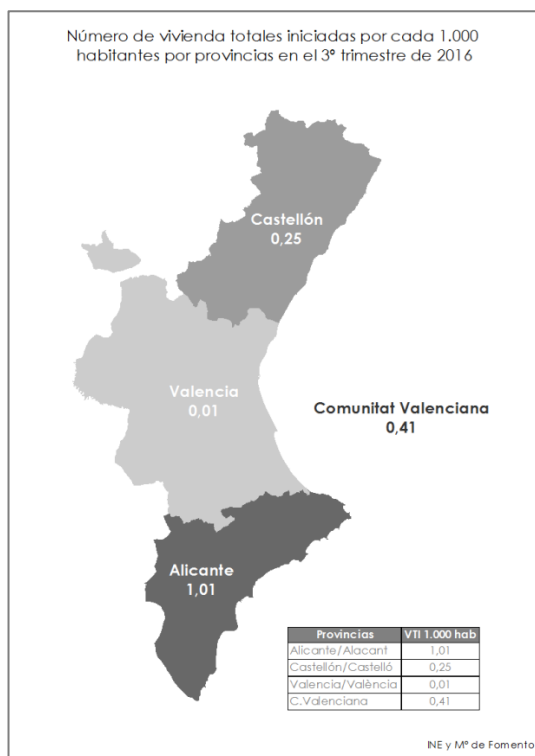 Número de vivienda totales iniciadas por cada 1.000
habitantes por provincias en el 3º trimestre de 2016
Castellón
0,25
Valencia
0,01
Comunitat Valenciana
0,41
Alicante
1,01
Provincias VTI 1.000 hab
Alicante/Alacant 1,01
Castellón/Castelló 0,25
Valencia/València 0,01
C.Valenciana 0,41
INE y Mº de Fomento